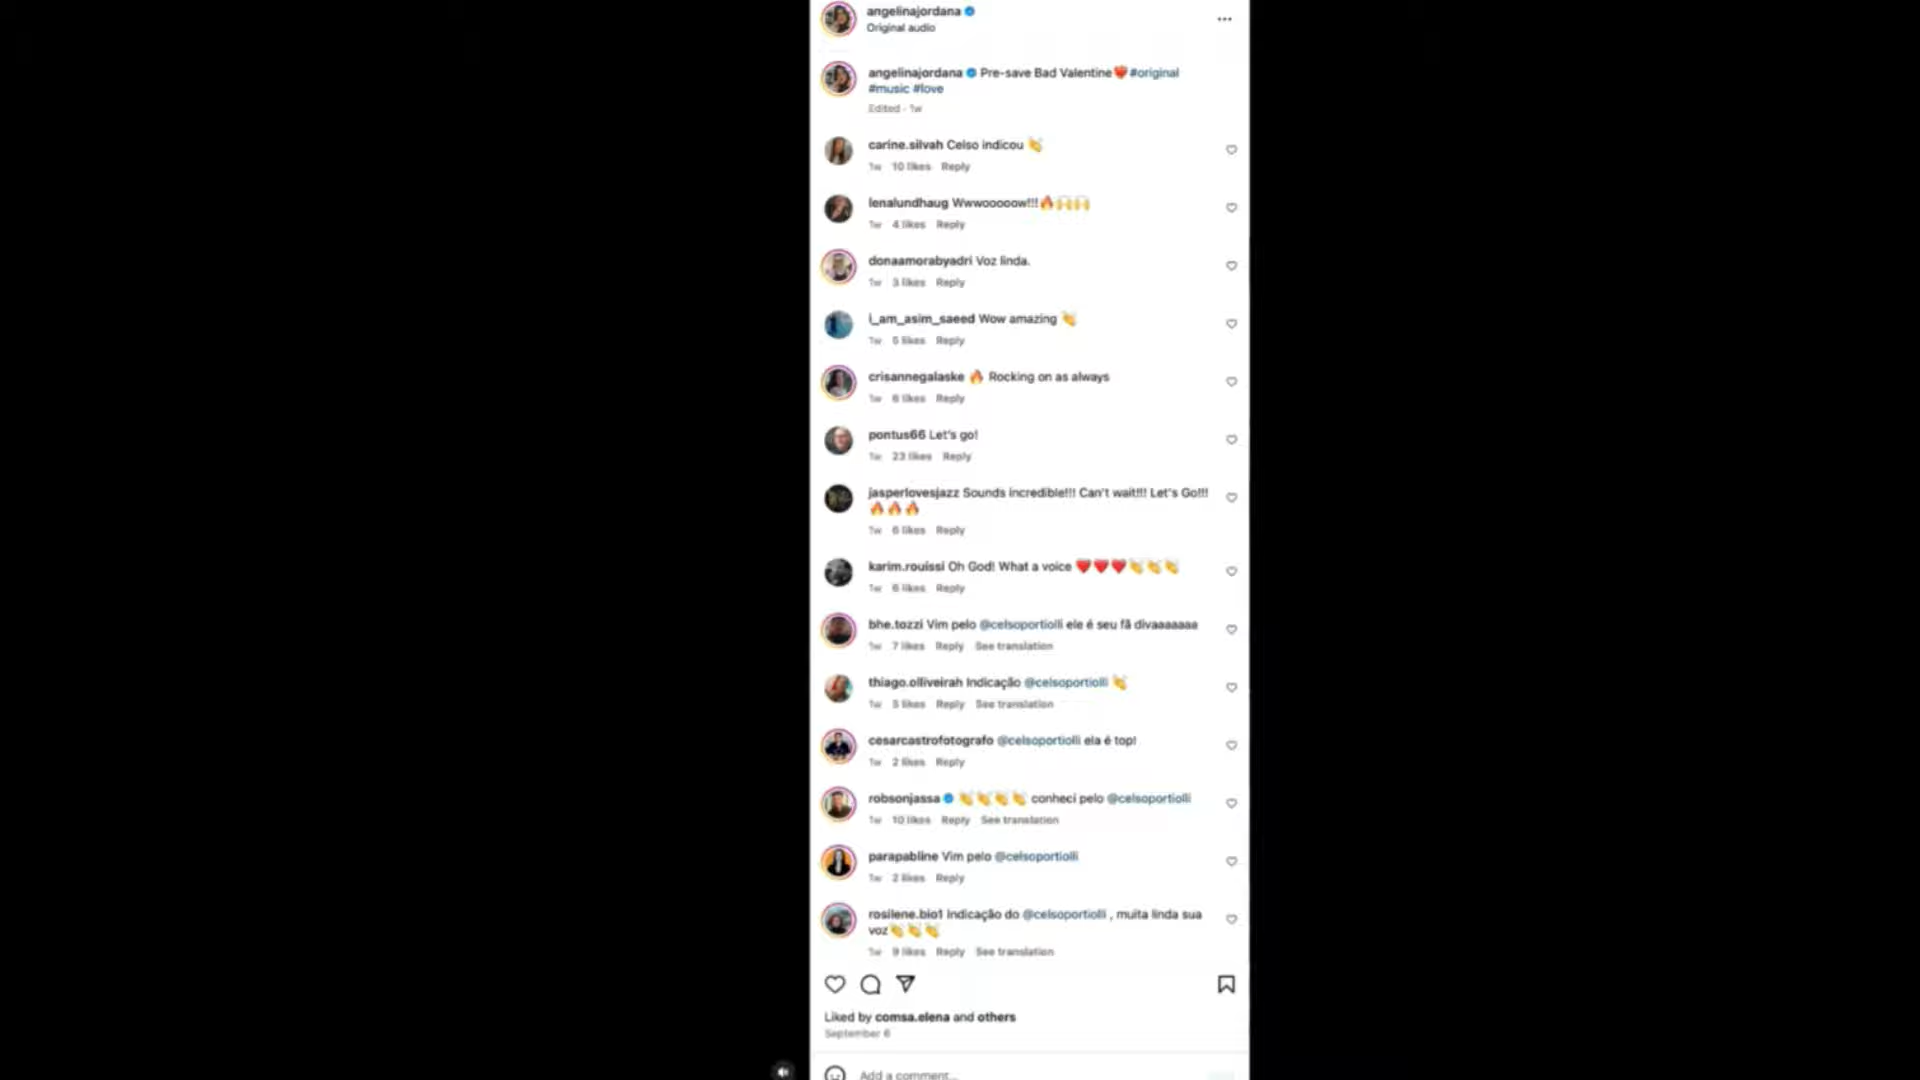 angelinajordana
Original audio
angelinajordana Pre-save Bad Valentine❤️‍🔥#original
#music #love
Edited · 1w
carine.silvah Celso indicou 👏
1w 10 likes Reply
lenalundhaug Wwwooooow!!!🔥🙌🙌
1w 4 likes Reply
donaamorabyadri Voz linda.
1w 3 likes Reply
i_am_asim_saeed Wow amazing 👏
1w 5 likes Reply
crisannegalaske 🔥 Rocking on as always
1w 6 likes Reply
pontus66 Let's go!
1w 23 likes Reply
jasperlovesjazz Sounds incredible!!! Can't wait!!! Let's Go!!!
🔥🔥🔥
1w 6 likes Reply
karim.rouissi Oh God! What a voice ❤️❤️❤️👏👏👏
1w 6 likes Reply
bhe.tozzi Vim pelo @celsoportiolli ele é seu fã divaaaaaaa
1w 7 likes Reply See translation
thiago.olliveirah Indicação @celsoportiolli 👏
1w 5 likes Reply See translation
cesarcastrofotografo @celsoportiolli ela é top!
1w 2 likes Reply
robsonjassa 👏👏👏👏 conheci pelo @celsoportiolli
1w 10 likes Reply See translation
parapabline Vim pelo @celsoportiolli
1w 2 likes Reply
rosilene.bio1 Indicação do @celsoportiolli , muita linda sua
voz👏👏👏
1w 9 likes Reply See translation
Liked by comsa.elena and others
September 6
Add a comment...